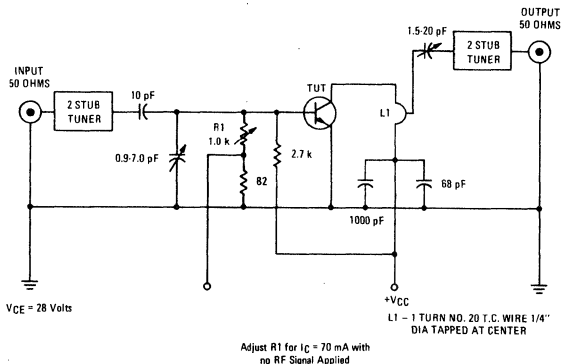 OUTPUT
50 OHMS
1.5-20 pF
2 STUB
TUNER
INPUT
50 OHMS
2 STUB
TUNER
10 pF
TUT
L1
R1
1.0 k
2.7 k
0.9-7.0 pF
82
1000 pF
68 pF
VCE = 28 Volts
+VCC
L1 – 1 TURN NO. 20 T.C. WIRE 1/4"
DIA TAPPED AT CENTER
Adjust R1 for IC = 70 mA with
no RF Signal Applied